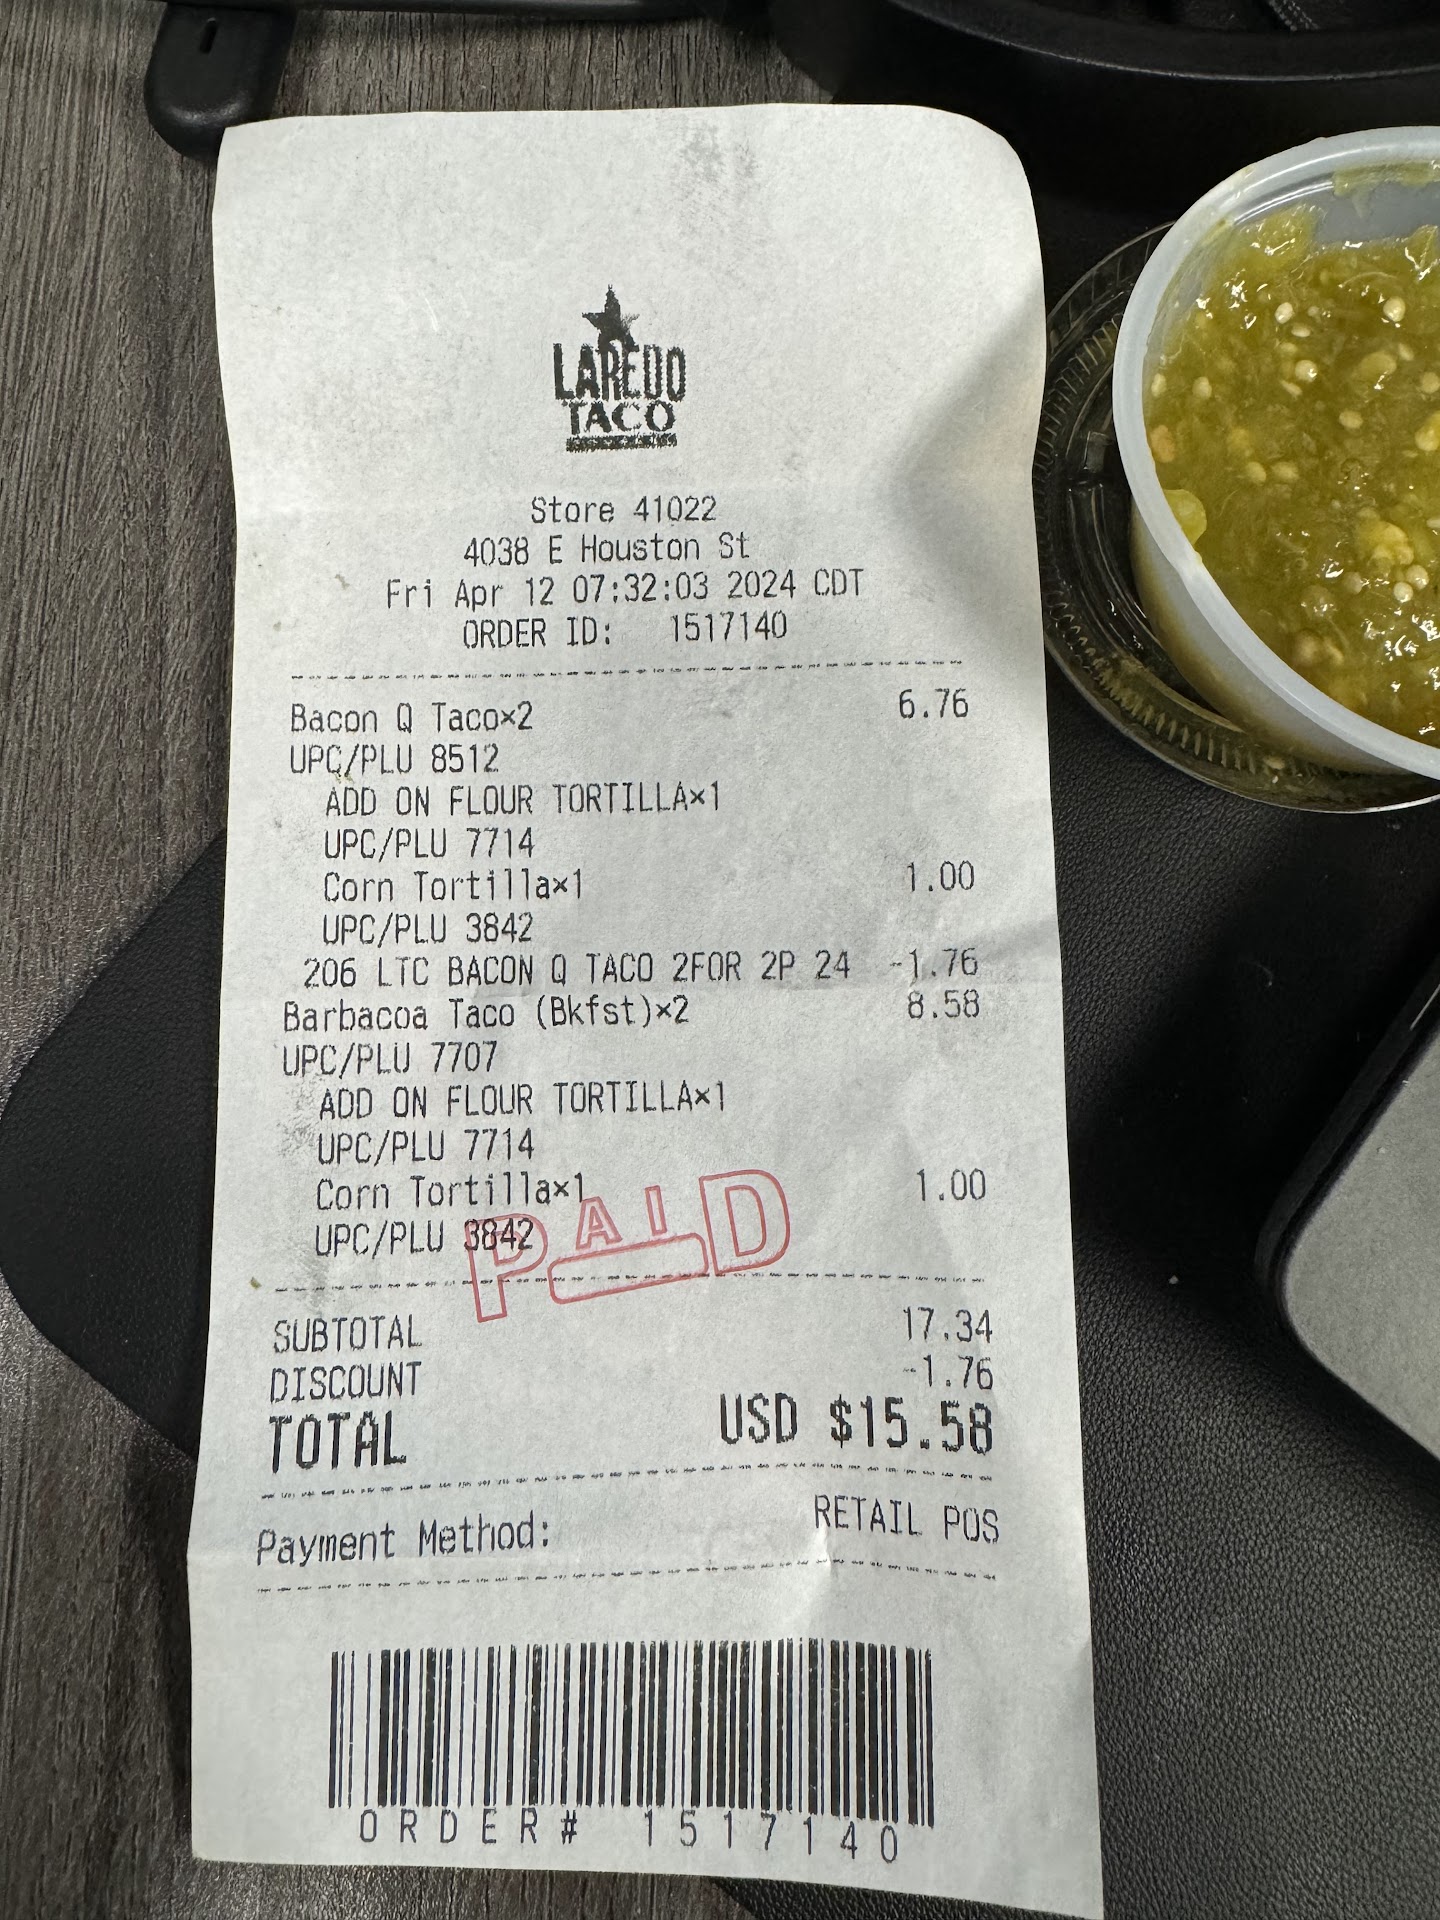 LAREDO
TACO
Store 41022
4038 E Houston St
Fri Apr 12 07:32:03 2024 CDT
ORDER ID: 1517140
Bacon Q Taco×2 6.76
UPC/PLU 8512
ADD ON FLOUR TORTILLA×1
UPC/PLU 7714
Corn Tortilla×1 1.00
UPC/PLU 3842
206 LTC BACON Q TACO 2FOR 2P 24 -1.76
Barbacoa Taco (Bkfst)×2 8.58
UPC/PLU 7707
ADD ON FLOUR TORTILLA×1
UPC/PLU 7714
Corn Tortilla×1 1.00
UPC/PLU 3842
PAID
SUBTOTAL 17.34
DISCOUNT -1.76
TOTAL USD $15.58
Payment Method: RETAIL POS
ORDER# 1517140